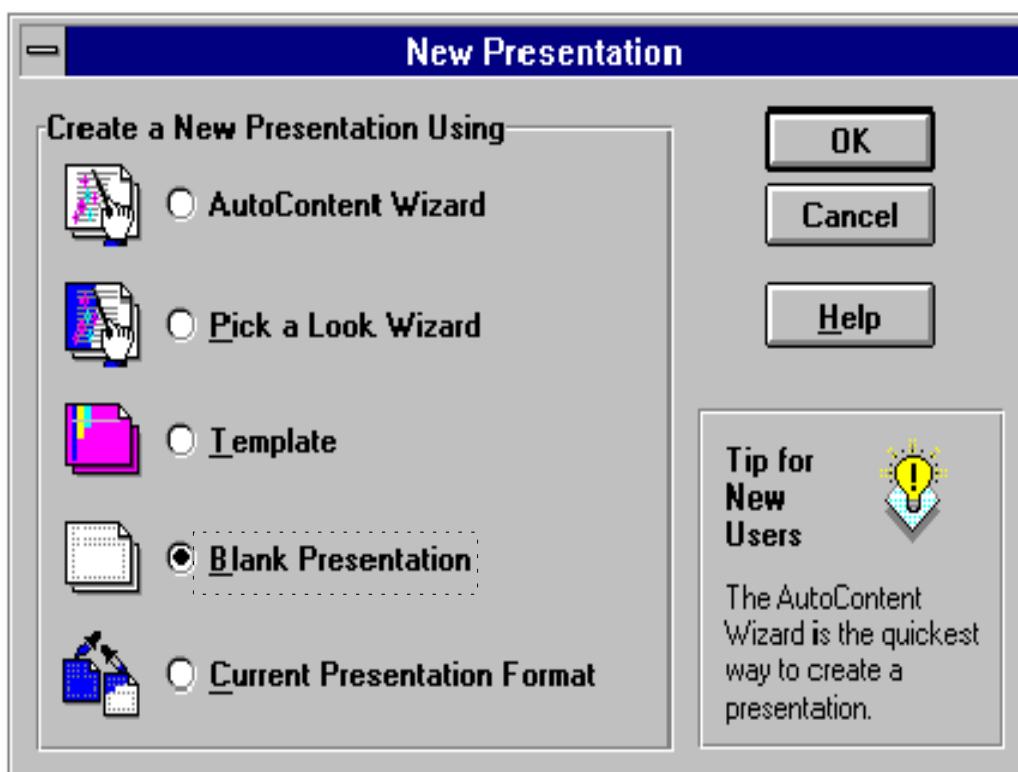 New Presentation
Create a New Presentation Using
AutoContent Wizard
Pick a Look Wizard
Template
Blank Presentation
Current Presentation Format
OK
Cancel
Help
Tip for
New
Users
The AutoContent
Wizard is the quickest
way to create a
presentation.